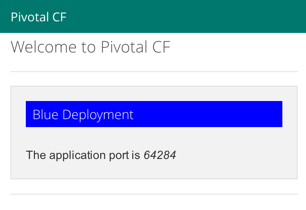 Pivotal CF
Welcome to Pivotal CF
Blue Deployment
The application port is 64284